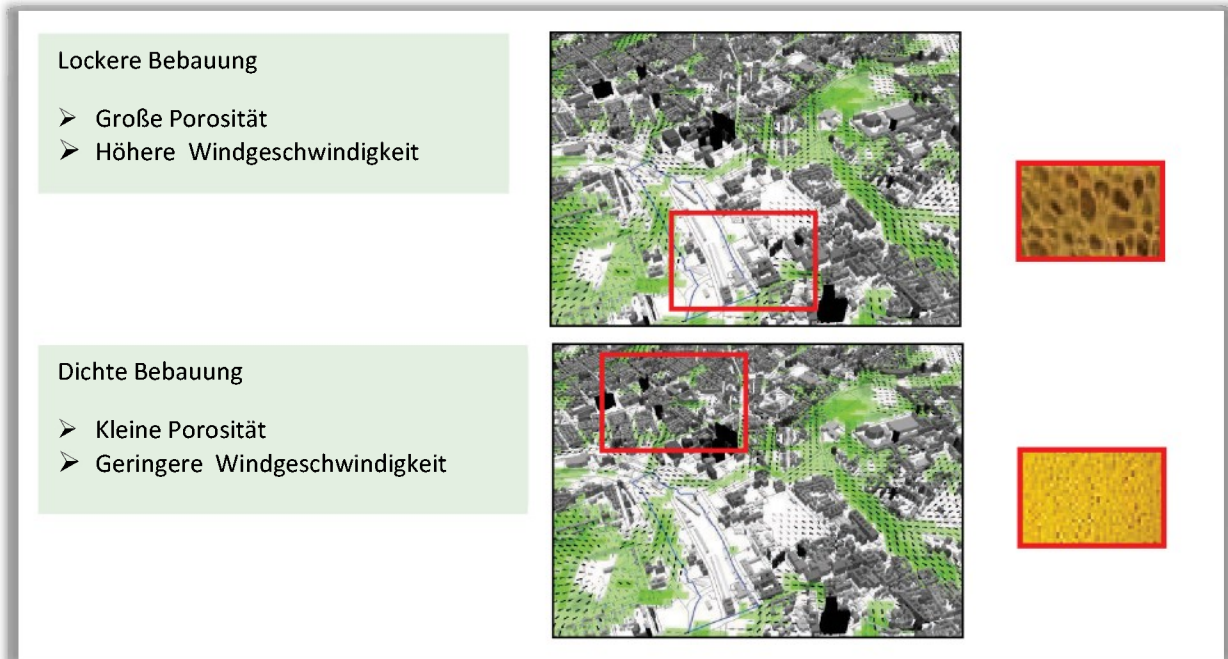 Lockere Bebauung
➢ Große Porosität
➢ Höhere Windgeschwindigkeit
Dichte Bebauung
➢ Kleine Porosität
➢ Geringere Windgeschwindigkeit